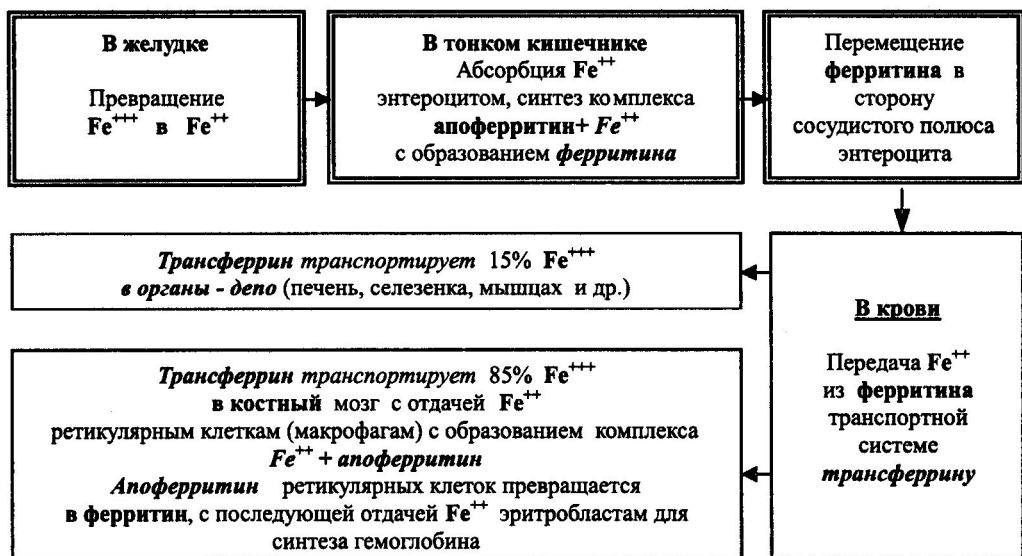 В желудке
Превращение
Fe⁺⁺⁺ в Fe⁺⁺
В тонком кишечнике
Абсорбция Fe⁺⁺
энтероцитом, синтез комплекса
апоферритин+ Fe⁺⁺
с образованием ферритина
Перемещение
ферритина в
сторону
сосудистого полюса
энтероцита
Трансферрин транспортирует 15% Fe⁺⁺⁺
в органы - депо (печень, селезенка, мышцах и др.)
Трансферрин транспортирует 85% Fe⁺⁺⁺
в костный мозг с отдачей Fe⁺⁺
ретикулярным клеткам (макрофагам) с образованием комплекса
Fe⁺⁺ + апоферритин
Апоферритин ретикулярных клеток превращается
в ферритин, с последующей отдачей Fe⁺⁺ эритробластам для
синтеза гемоглобина
В крови
Передача Fe⁺⁺
из ферритина
транспортной
системе
трансферрину